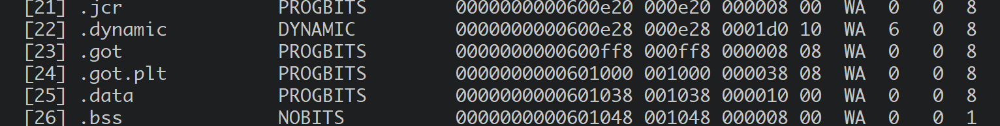 [21] .jcr PROGBITS 0000000000600e20 000e20 000008 00 WA 0 0 8
[22] .dynamic DYNAMIC 0000000000600e28 000e28 0001d0 10 WA 6 0 8
[23] .got PROGBITS 0000000000600ff8 000ff8 000008 08 WA 0 0 8
[24] .got.plt PROGBITS 0000000000601000 001000 000038 08 WA 0 0 8
[25] .data PROGBITS 0000000000601038 001038 000010 00 WA 0 0 8
[26] .bss NOBITS 0000000000601048 001048 000008 00 WA 0 0 1